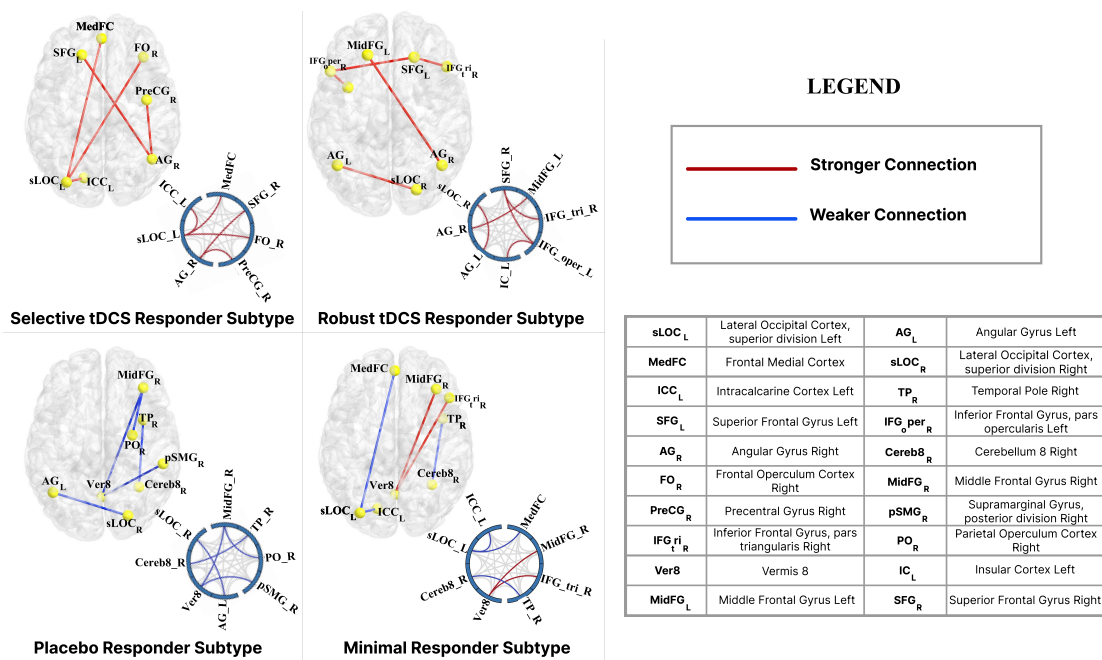 MedFC
SFG L
FO R
PreCG R
AG R
sLOC L
ICC L
ICC_L
MedFC
SFG_R
sLOC_L
FO_R
AG_R
PreCG_R
Selective tDCS Responder Subtype
MidFG L
IFG o per R
SFG L
IFG t ri R
AG L
AG R
sLOC R
sLOC_R
SFG_R
MidFG_L
IFG_tri_R
AG_R
IFG_oper_L
AG_L
IC_L
Robust tDCS Responder Subtype
LEGEND
Stronger Connection
Weaker Connection
MidFG R
TP R
PO R
pSMG R
AG L
Ver8
Cereb8 R
sLOC R
sLOC_R
MidFG_R
TP_R
Cereb8_R
PO_R
Ver8
pSMG_R
AG_L
Placebo Responder Subtype
MedFC
MidFG R
IFG t ri R
TP R
Cereb8 R
Ver8
sLOC L
ICC L
ICC_L
MedFC
sLOC_L
MidFG_R
Cereb8_R
IFG_tri_R
Ver8
TP_R
Minimal Responder Subtype
sLOC L
Lateral Occipital Cortex,
superior division Left
AG L
Angular Gyrus Left
MedFC
Frontal Medial Cortex
sLOC R
Lateral Occipital Cortex,
superior division Right
ICC L
Intracalcarine Cortex Left
TP R
Temporal Pole Right
SFG L
Superior Frontal Gyrus Left
IFG o per R
Inferior Frontal Gyrus, pars
opercularis Left
AG R
Angular Gyrus Right
Cereb8 R
Cerebellum 8 Right
FO R
Frontal Operculum Cortex
Right
MidFG R
Middle Frontal Gyrus Right
PreCG R
Precentral Gyrus Right
pSMG R
Supramarginal Gyrus,
posterior division Right
IFG t ri R
Inferior Frontal Gyrus, pars
triangularis Right
PO R
Parietal Operculum Cortex
Right
Ver8
Vermis 8
IC L
Insular Cortex Left
MidFG L
Middle Frontal Gyrus Left
SFG R
Superior Frontal Gyrus Right